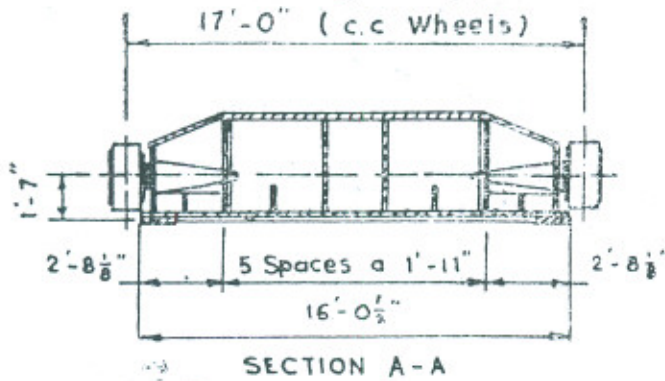 17'-0" ( c.c Wheels)
1'-7"
2'-8⅛" 5 Spaces a 1'-11" 2'-8⅛"
16'-0½"
SECTION A-A